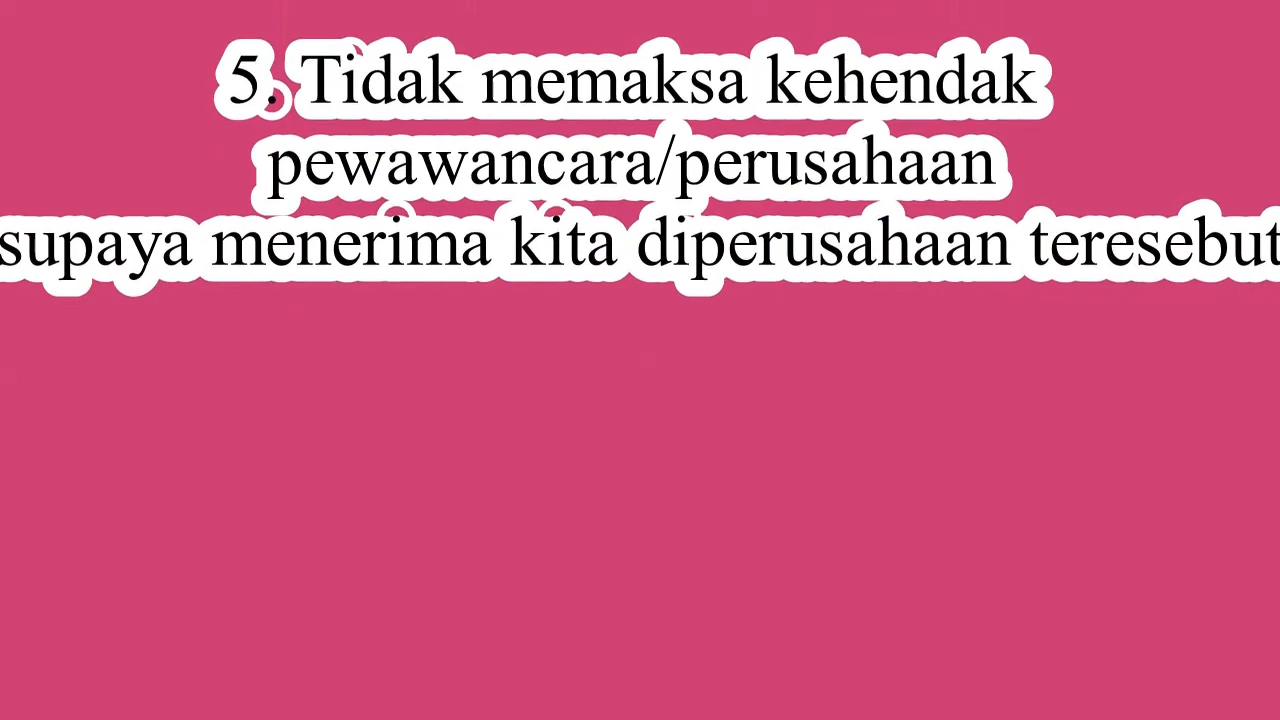 5. Tidak memaksa kehendak
pewawancara/perusahaan
supaya menerima kita diperusahaan teresebut